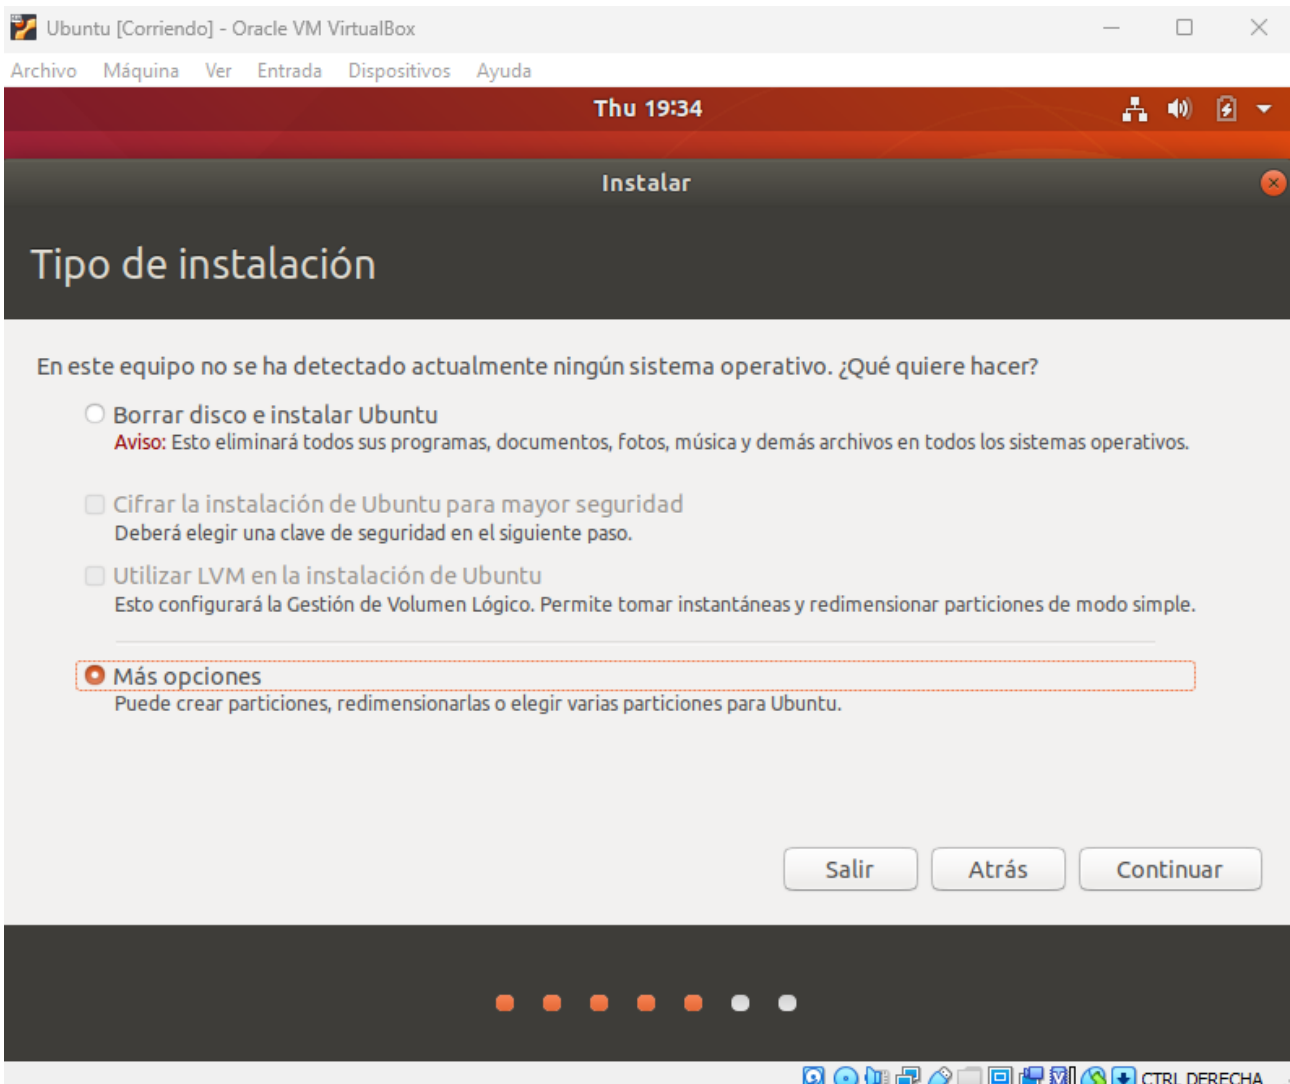 Ubuntu [Corriendo] - Oracle VM VirtualBox
Archivo Máquina Ver Entrada Dispositivos Ayuda
Thu 19:34
Instalar
Tipo de instalación
En este equipo no se ha detectado actualmente ningún sistema operativo. ¿Qué quiere hacer?
Borrar disco e instalar Ubuntu
Aviso: Esto eliminará todos sus programas, documentos, fotos, música y demás archivos en todos los sistemas operativos.
Cifrar la instalación de Ubuntu para mayor seguridad
Deberá elegir una clave de seguridad en el siguiente paso.
Utilizar LVM en la instalación de Ubuntu
Esto configurará la Gestión de Volumen Lógico. Permite tomar instantáneas y redimensionar particiones de modo simple.
Más opciones
Puede crear particiones, redimensionarlas o elegir varias particiones para Ubuntu.
Salir Atrás Continuar
CTRL DERECHA